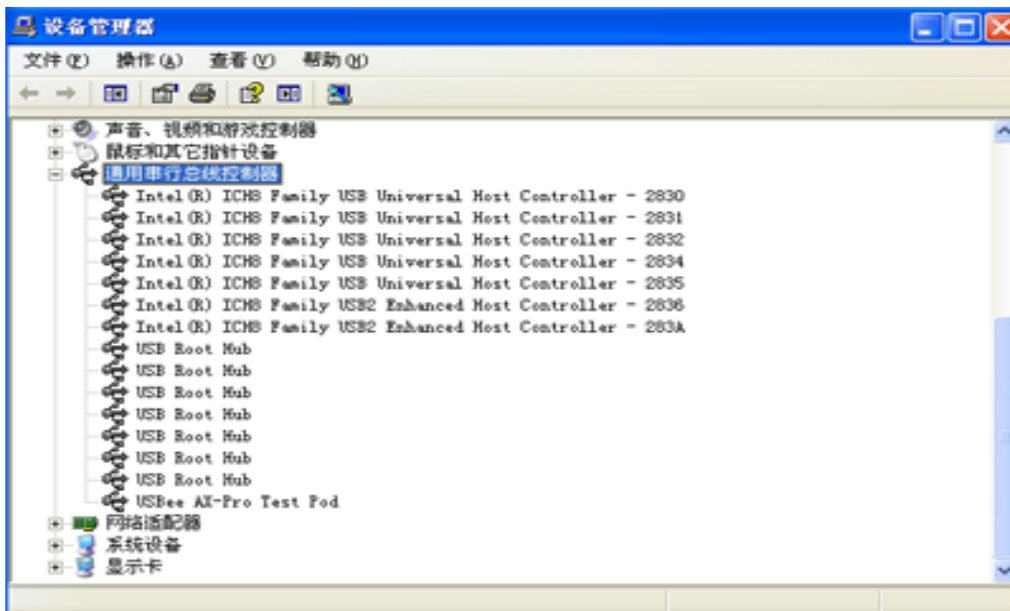 设备管理器
文件(F) 操作(A) 查看(V) 帮助(H)
声音、视频和游戏控制器
鼠标和其它指针设备
通用串行总线控制器
Intel(R) ICH8 Family USB Universal Host Controller - 2830
Intel(R) ICH8 Family USB Universal Host Controller - 2831
Intel(R) ICH8 Family USB Universal Host Controller - 2832
Intel(R) ICH8 Family USB Universal Host Controller - 2834
Intel(R) ICH8 Family USB Universal Host Controller - 2835
Intel(R) ICH8 Family USB2 Enhanced Host Controller - 2836
Intel(R) ICH8 Family USB2 Enhanced Host Controller - 283A
USB Root Hub
USB Root Hub
USB Root Hub
USB Root Hub
USB Root Hub
USB Root Hub
USB Root Hub
USBee AX-Pro Test Pod
网络适配器
系统设备
显示卡